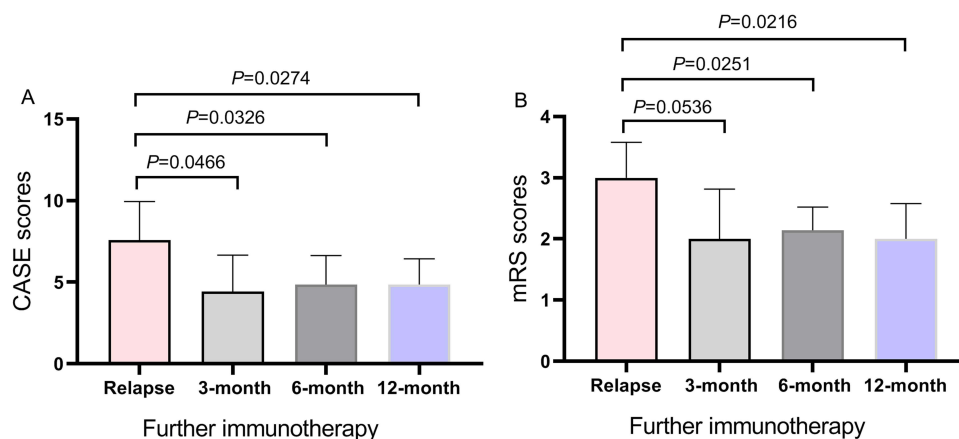 A
P=0.0274
P=0.0326
P=0.0466
15
10
5
0
CASE scores
Relapse 3-month 6-month 12-month
Further immunotherapy
B
P=0.0216
P=0.0251
P=0.0536
4
3
2
1
0
mRS scores
Relapse 3-month 6-month 12-month
Further immunotherapy